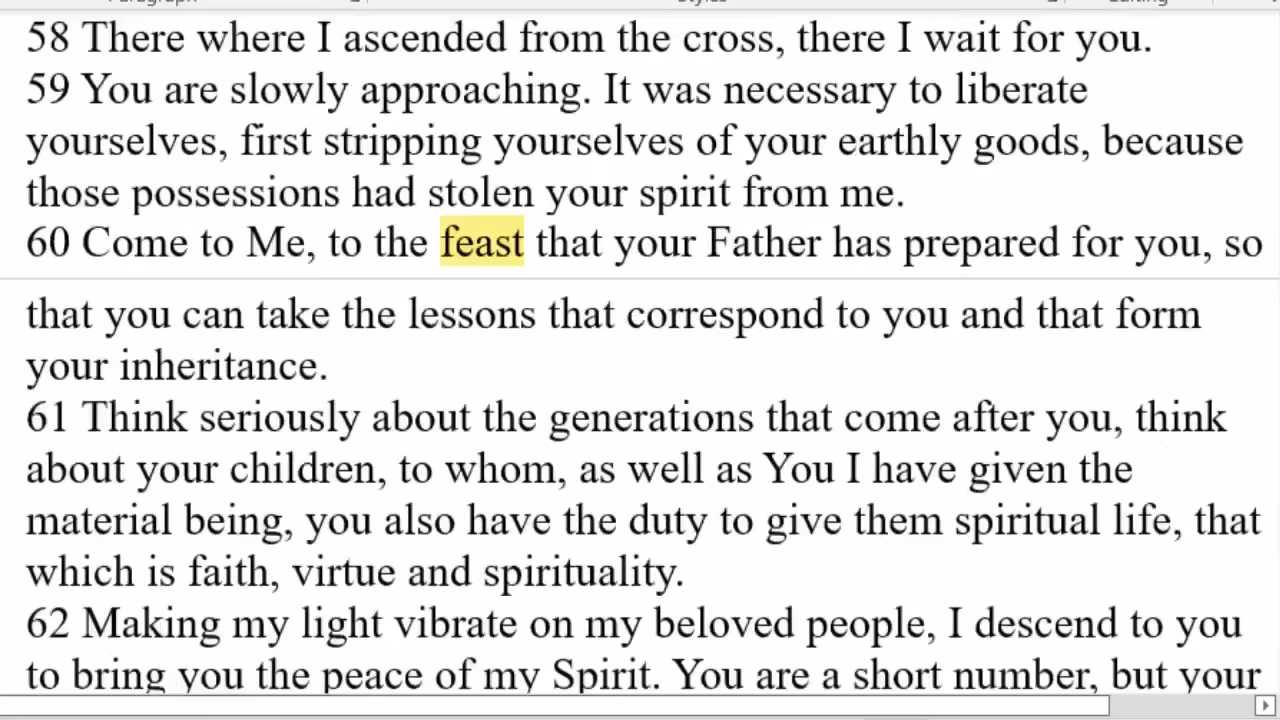 Paragraph Styles Editing
58 There where I ascended from the cross, there I wait for you.
59 You are slowly approaching. It was necessary to liberate
yourselves, first stripping yourselves of your earthly goods, because
those possessions had stolen your spirit from me.
60 Come to Me, to the feast that your Father has prepared for you, so
that you can take the lessons that correspond to you and that form
your inheritance.
61 Think seriously about the generations that come after you, think
about your children, to whom, as well as You I have given the
material being, you also have the duty to give them spiritual life, that
which is faith, virtue and spirituality.
62 Making my light vibrate on my beloved people, I descend to you
to bring you the peace of my Spirit. You are a short number, but your